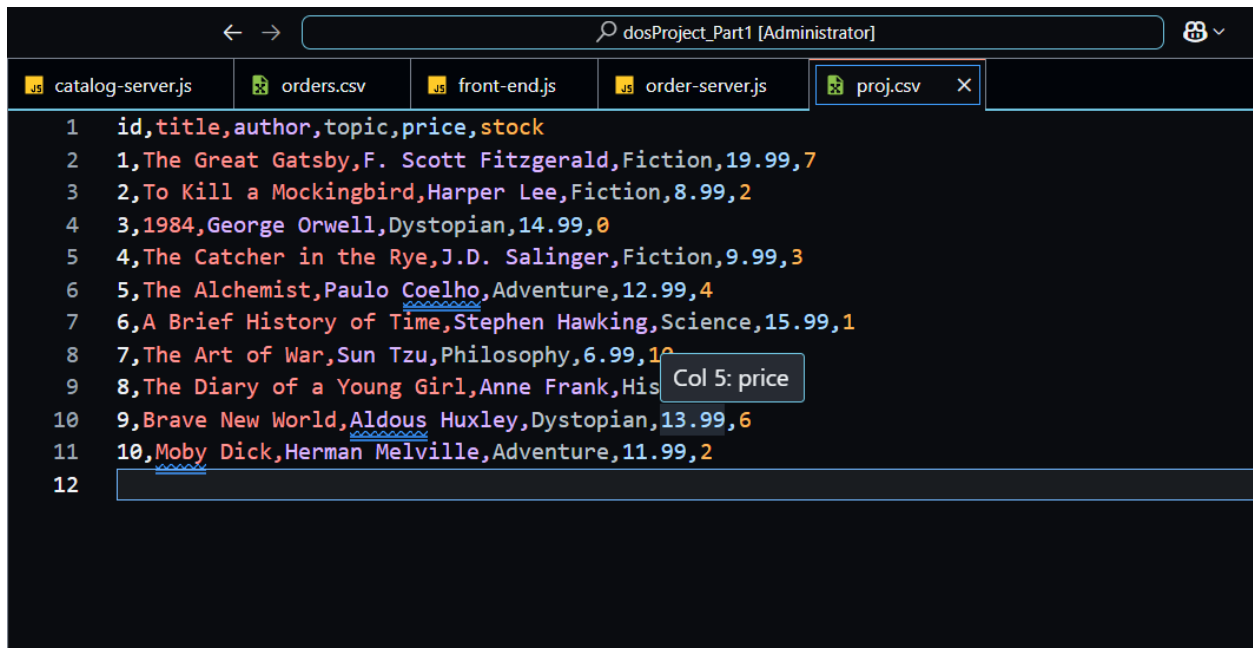 dosProject_Part1 [Administrator]
catalog-server.js orders.csv front-end.js order-server.js proj.csv
1 id,title,author,topic,price,stock
2 1,The Great Gatsby,F. Scott Fitzgerald,Fiction,19.99,7
3 2,To Kill a Mockingbird,Harper Lee,Fiction,8.99,2
4 3,1984,George Orwell,Dystopian,14.99,0
5 4,The Catcher in the Rye,J.D. Salinger,Fiction,9.99,3
6 5,The Alchemist,Paulo Coelho,Adventure,12.99,4
7 6,A Brief History of Time,Stephen Hawking,Science,15.99,1
8 7,The Art of War,Sun Tzu,Philosophy,6.99,10
Col 5: price
9 8,The Diary of a Young Girl,Anne Frank,His
10 9,Brave New World,Aldous Huxley,Dystopian,13.99,6
11 10,Moby Dick,Herman Melville,Adventure,11.99,2
12